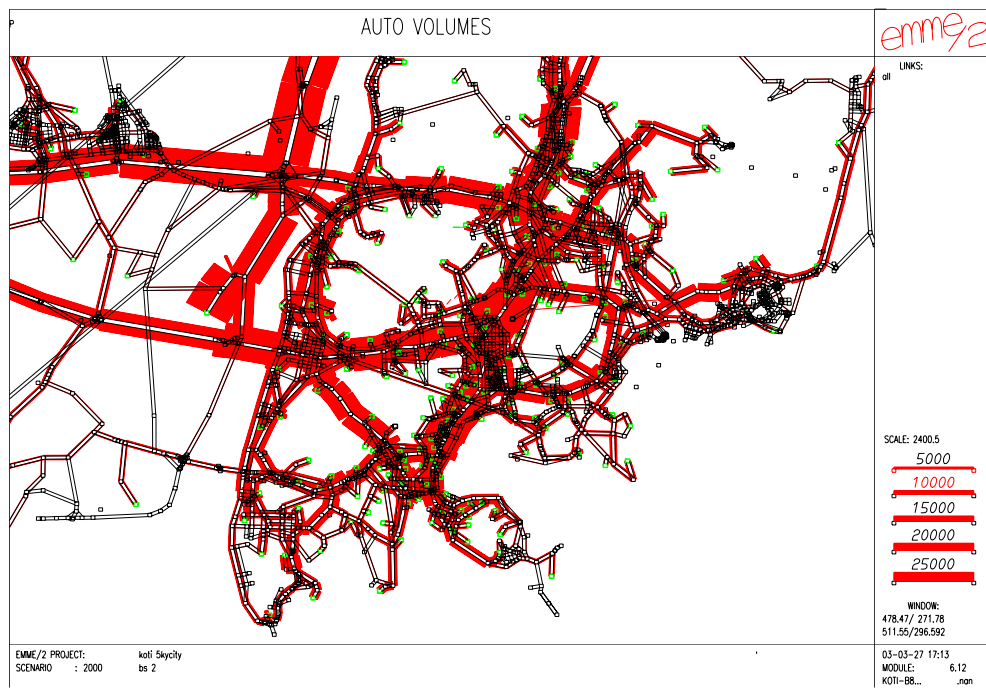 P
AUTO VOLUMES
emme/2
LINKS:
all
SCALE: 2400.5
5000
10000
15000
20000
25000
WINDOW:
478.47/ 271.78
511.55/296.592
EMME/2 PROJECT: koti 5kycity
SCENARIO : 2000 bs 2
03-03-27 17:13
MODULE: 6.12
KOTI-B8... .nan